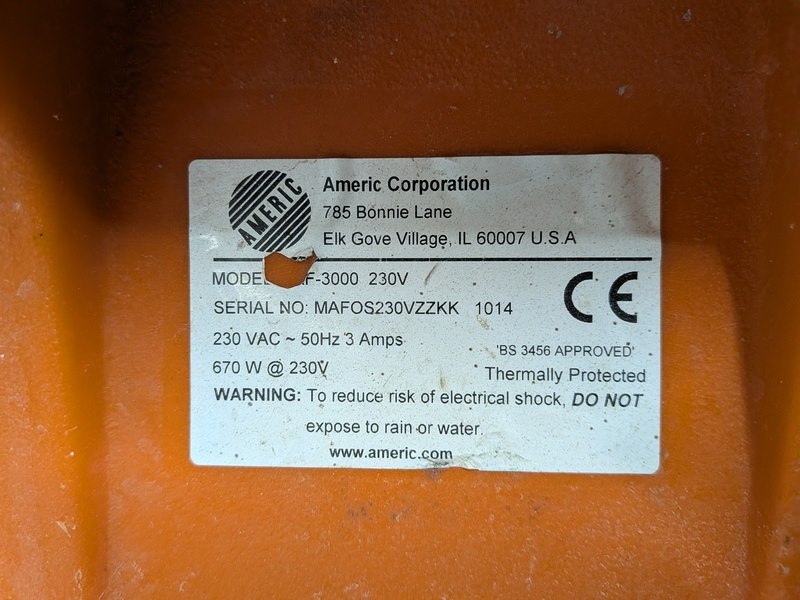 AMERIC
Americ Corporation
785 Bonnie Lane
Elk Gove Village, IL 60007 U.S.A
MODEL F-3000 230V
SERIAL NO: MAFOS230VZZKK 1014
CE
230 VAC ~ 50Hz 3 Amps
'BS 3456 APPROVED'
670 W @ 230V
Thermally Protected
WARNING: To reduce risk of electrical shock, DO NOT
expose to rain or water.
www.americ.com